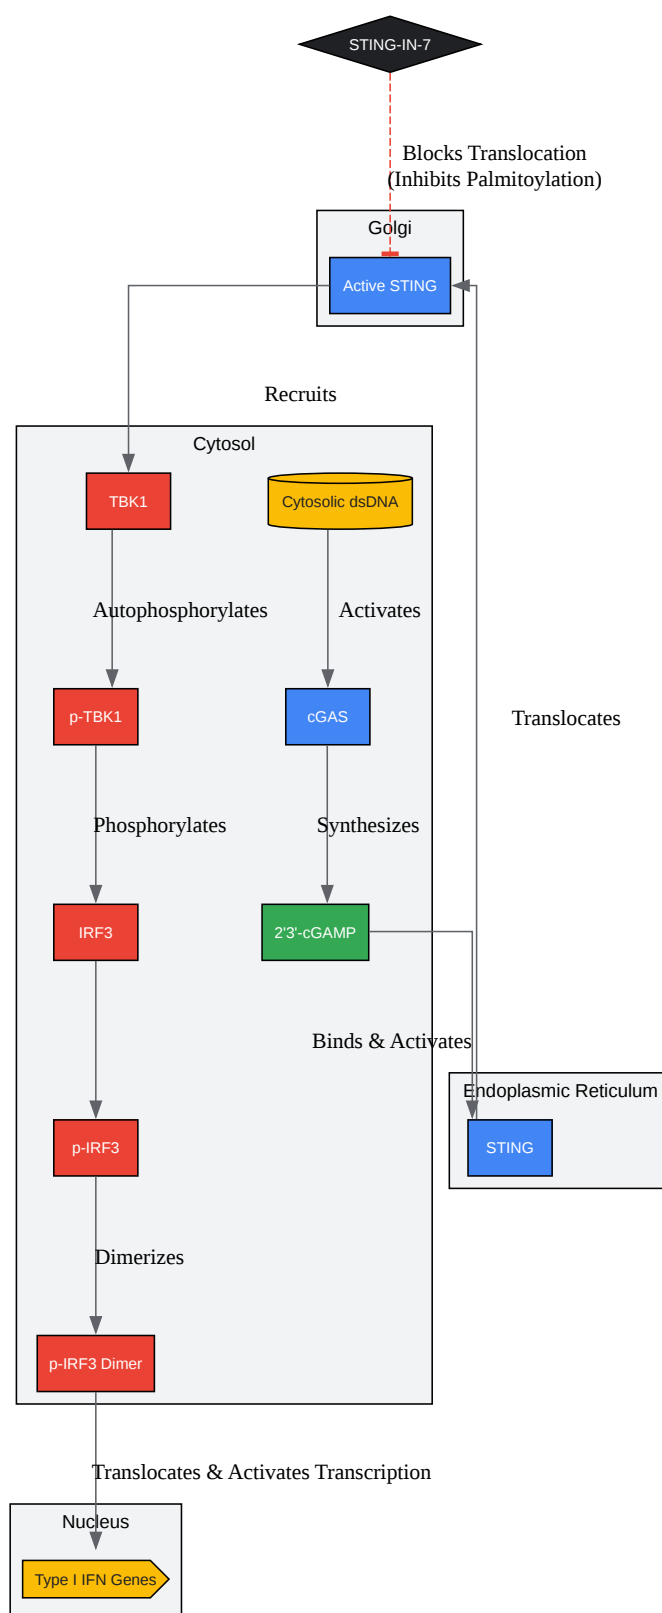 STING-IN-7
Blocks Translocation
(Inhibits Palmitoylation)
Golgi
Active STING
Recruits
Cytosol
TBK1
Cytosolic dsDNA
Autophosphorylates
Activates
p-TBK1
cGAS
Translocates
Phosphorylates
Synthesizes
IRF3
2'3'-cGAMP
Binds & Activates
Endoplasmic Reticulum
p-IRF3
STING
Dimerizes
p-IRF3 Dimer
Translocates & Activates Transcription
Nucleus
Type I IFN Genes